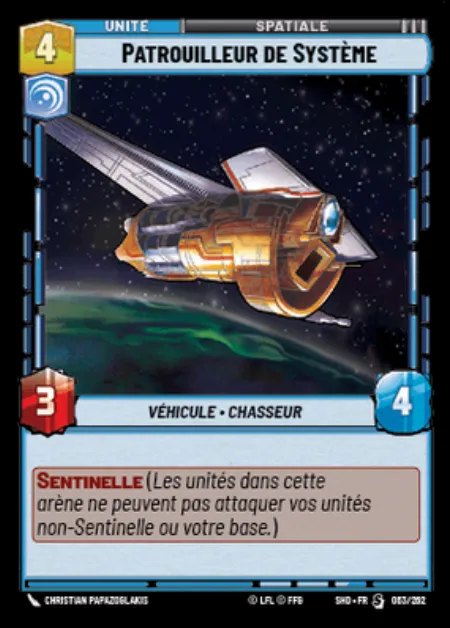 UNITÉ
SPATIALE
4
PATROUILLEUR DE SYSTÈME
3
VÉHICULE • CHASSEUR
4
SENTINELLE (Les unités dans cette
arène ne peuvent pas attaquer vos unités
non-Sentinelle ou votre base.)
CHRISTIAN PAPAZOGLAKIS
© LFL © FFG
SHD • FR
063/262